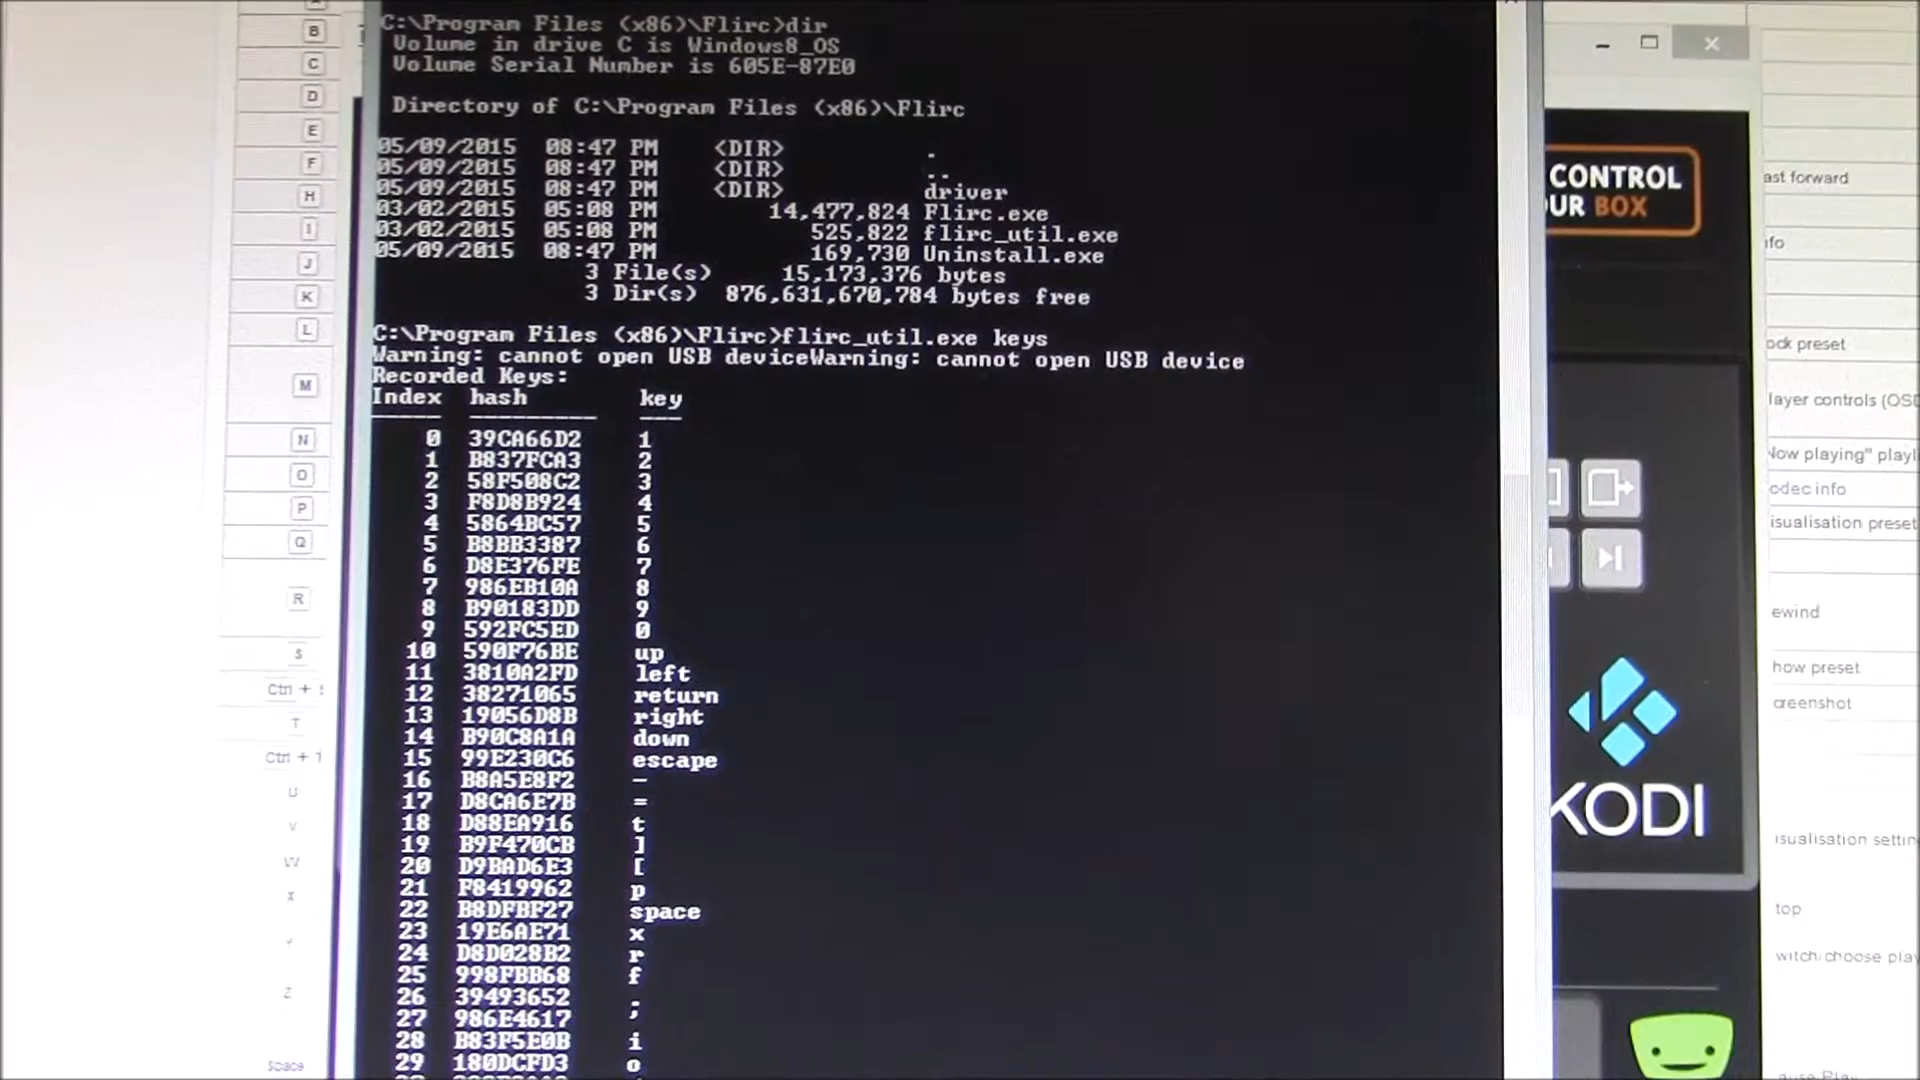 C:\Program Files (x86)\Flirc>dir
Volume in drive C is Windows8_OS
Volume Serial Number is 605E-87E0
Directory of C:\Program Files (x86)\Flirc
05/09/2015 08:47 PM <DIR> .
05/09/2015 08:47 PM <DIR> ..
05/09/2015 08:47 PM <DIR> driver
03/02/2015 05:08 PM 14,477,824 Flirc.exe
03/02/2015 05:08 PM 525,822 flirc_util.exe
05/09/2015 08:47 PM 169,730 Uninstall.exe
3 File(s) 15,173,376 bytes
3 Dir(s) 876,631,670,784 bytes free
C:\Program Files (x86)\Flirc>flirc_util.exe keys
Warning: cannot open USB deviceWarning: cannot open USB device
Recorded Keys:
Index hash key
0 39CA66D2 1
1 B837FCA3 2
2 58F508C2 3
3 F8D8B924 4
4 5864BC57 5
5 B8BB3387 6
6 D8E376FE 7
7 986EB10A 8
8 B90183DD 9
9 592FC5ED 0
10 590F76BE up
11 3810A2FD left
12 38271065 return
13 19056D8B right
14 B90C8A1A down
15 99E230C6 escape
16 B8A5E8F2 -
17 D8CA6E7B =
18 D88EA916 t
19 B9F470CB ]
20 D9BAD6E3 [
21 F8419962 p
22 B8DFBF27 space
23 19E6AE71 x
24 D8D028B2 r
25 998FBB68 f
26 39493652 .
27 986E4617 '
28 B83F5E0B i
29 180DCFD3 o
B
C
D
E
F
H
I
J
K
L
M
N
O
P
Q
R
S
Ctrl +
T
Ctrl +
U
V
W
X
Z
Space
CONTROL
OUR BOX
KODI
ast forward
nfo
ock preset
layer controls (OSD
Now playing" playl
odec info
isualisation preset
ewind
how preset
creenshot
isualisation settin
top
witch/choose play